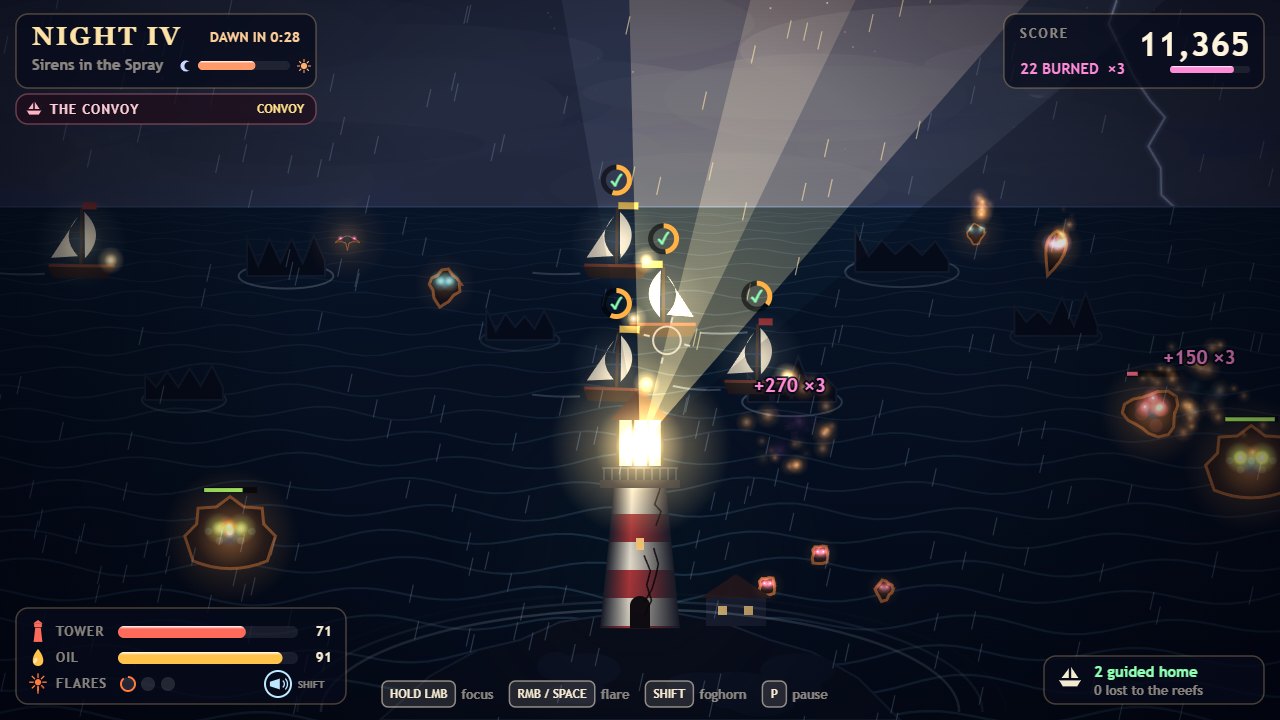 NIGHT IV
DAWN IN 0:28
Sirens in the Spray
THE CONVOY
CONVOY
SCORE
11,365
22 BURNED ×3
+150 ×3
+270 ×3
TOWER
71
OIL
91
FLARES
SHIFT
HOLD LMB focus
RMB / SPACE flare
SHIFT foghorn
P pause
2 guided home
0 lost to the reefs